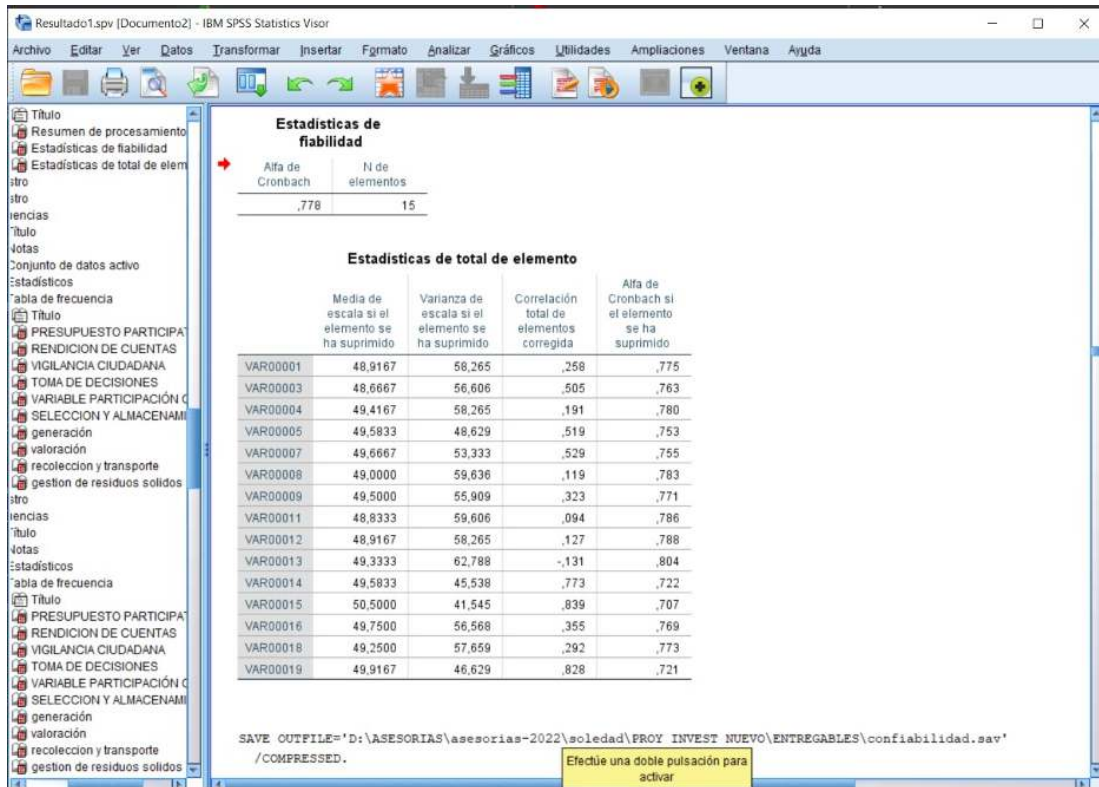 Resultado1.spv [Documento2] - IBM SPSS Statistics Visor
Archivo Editar Ver Datos Transformar Insertar Formato Analizar Gráficos Utilidades Ampliaciones Ventana Ayuda
Título
Resumen de procesamiento
Estadísticas de fiabilidad
Estadísticas de total de elem
stro
stro
iencias
Título
Notas
Conjunto de datos activo
Estadísticos
Tabla de frecuencia
Título
PRESUPUESTO PARTICIPAT
RENDICION DE CUENTAS
VIGILANCIA CIUDADANA
TOMA DE DECISIONES
VARIABLE PARTICIPACIÓN C
SELECCION Y ALMACENAMI
generación
valoración
recoleccion y transporte
gestion de residuos solidos
stro
iencias
Título
Notas
Estadísticos
Tabla de frecuencia
Título
PRESUPUESTO PARTICIPAT
RENDICION DE CUENTAS
VIGILANCIA CIUDADANA
TOMA DE DECISIONES
VARIABLE PARTICIPACIÓN C
SELECCION Y ALMACENAMI
generación
valoración
recoleccion y transporte
gestion de residuos solidos
Estadísticas de
fiabilidad
Alfa de N de
Cronbach elementos
,778 15
Estadísticas de total de elemento
Alfa de
Media de Varianza de Correlación Cronbach si
escala si el escala si el total de el elemento
elemento se elemento se elementos se ha
ha suprimido ha suprimido corregida suprimido
VAR00001 48,9167 58,265 ,258 ,775
VAR00003 48,6667 56,606 ,505 ,763
VAR00004 49,4167 58,265 ,191 ,780
VAR00005 49,5833 48,629 ,519 ,753
VAR00007 49,6667 53,333 ,529 ,755
VAR00008 49,0000 59,636 ,119 ,783
VAR00009 49,5000 55,909 ,323 ,771
VAR00011 48,8333 59,606 ,094 ,786
VAR00012 48,9167 58,265 ,127 ,788
VAR00013 49,3333 62,788 -,131 ,804
VAR00014 49,5833 45,538 ,773 ,722
VAR00015 50,5000 41,545 ,839 ,707
VAR00016 49,7500 56,568 ,355 ,769
VAR00018 49,2500 57,659 ,292 ,773
VAR00019 49,9167 46,629 ,828 ,721
SAVE OUTFILE='D:\ASESORIAS\asesorias-2022\soledad\PROY INVEST NUEVO\ENTREGABLES\confiabilidad.sav'
/COMPRESSED.
Efectúe una doble pulsación para
activar